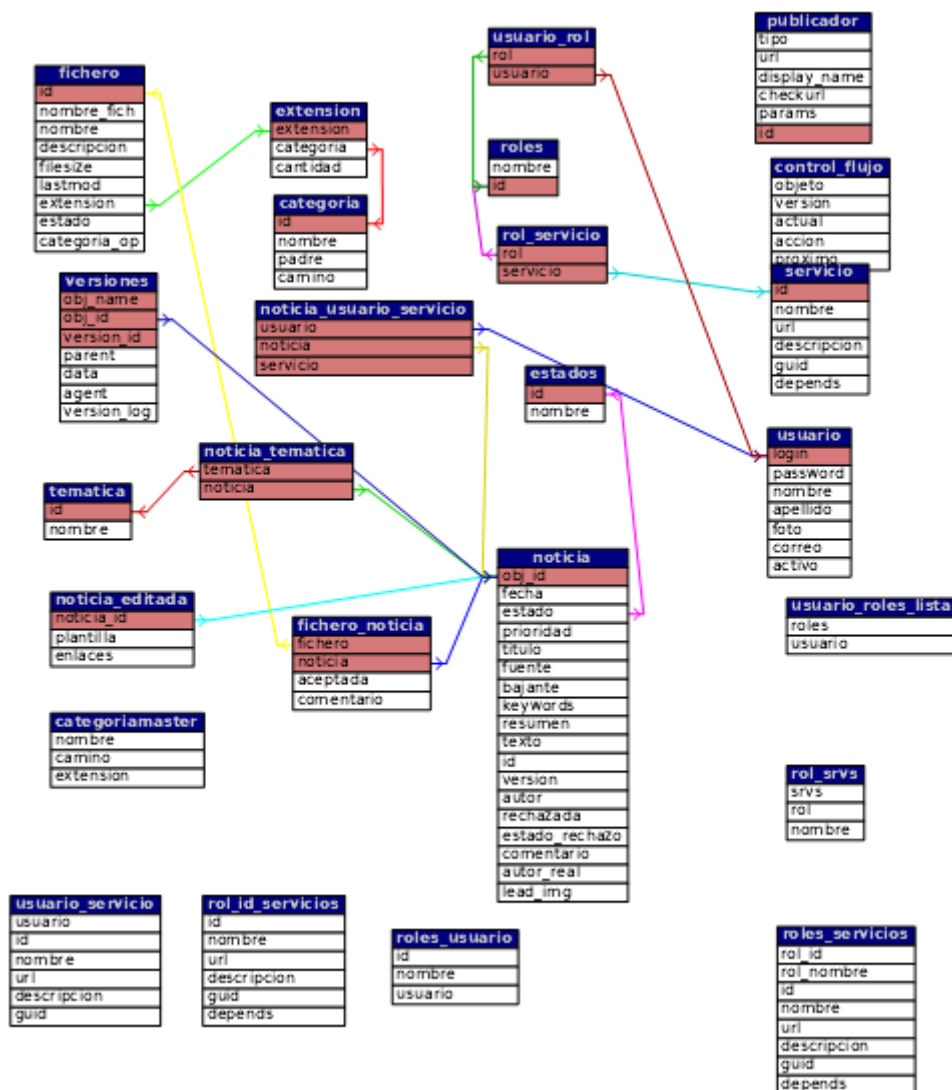 publicador
tipo
url
display_name
checkurl
params
id
usuario_rol
rol
usuario
fichero
id
nombre_fich
nombre
descripcion
filesize
lastmod
extension
estado
categoria_op
extension
extension
categoria
cantidad
roles
nombre
id
control_flujo
objeto
version
actual
accion
proximo
categoria
id
nombre
padre
camino
rol_servicio
rol
servicio
servicio
id
nombre
url
descripcion
guid
depends
versiones
obj_name
obj_id
version_id
parent
data
agent
version_log
noticia_usuario_servicio
usuario
noticia
servicio
estados
id
nombre
usuario
login
password
nombre
apellido
foto
correo
activo
noticia_tematica
tematica
noticia
tematica
id
nombre
noticia
obj_id
fecha
estado
prioridad
titulo
fuente
bajante
keywords
resumen
texto
id
version
autor
rechazada
estado_rechazo
comentario
autor_real
lead_img
noticia_editada
noticia_id
plantilla
enlaces
usuario_roles_lista
roles
usuario
fichero_noticia
fichero
noticia
aceptada
comentario
categoriamaster
nombre
camino
extension
rol_srvs
srvs
rol
nombre
usuario_servicio
usuario
id
nombre
url
descripcion
guid
rol_id_servicios
id
nombre
url
descripcion
guid
depends
roles_usuario
id
nombre
usuario
roles_servicios
rol_id
rol_nombre
id
nombre
url
descripcion
guid
depends